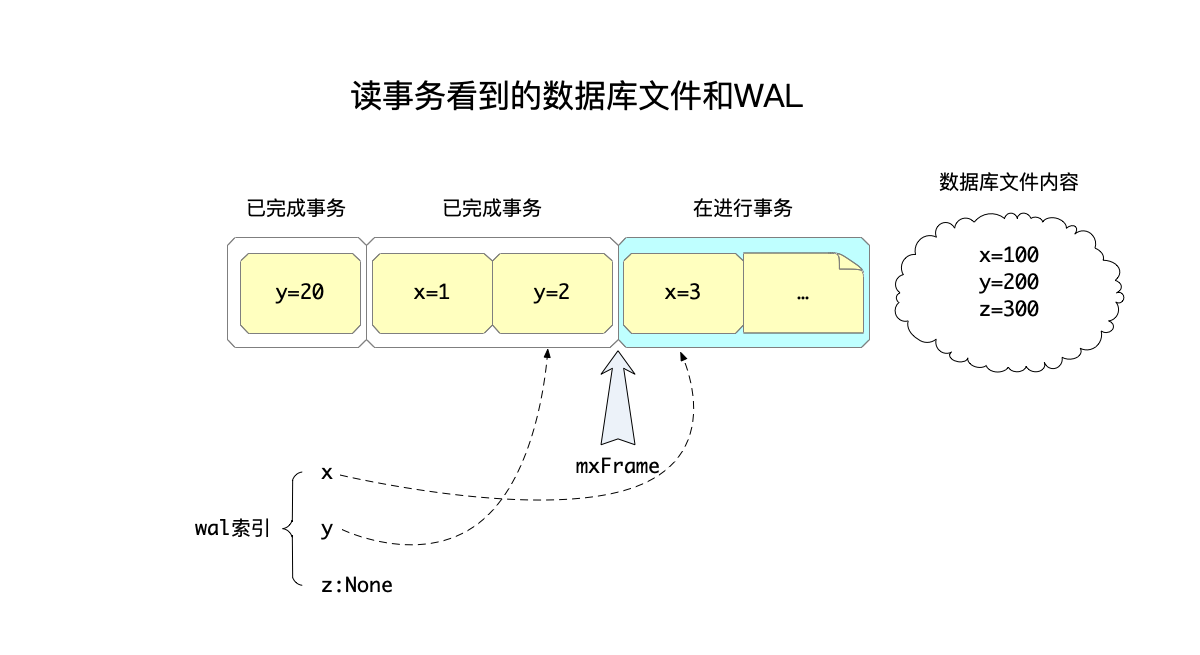 读事务看到的数据库文件和WAL
数据库文件内容
已完成事务
已完成事务
在进行事务
y=20
x=1
y=2
x=3
…
x=100
y=200
z=300
mxFrame
wal索引
x
y
z:None